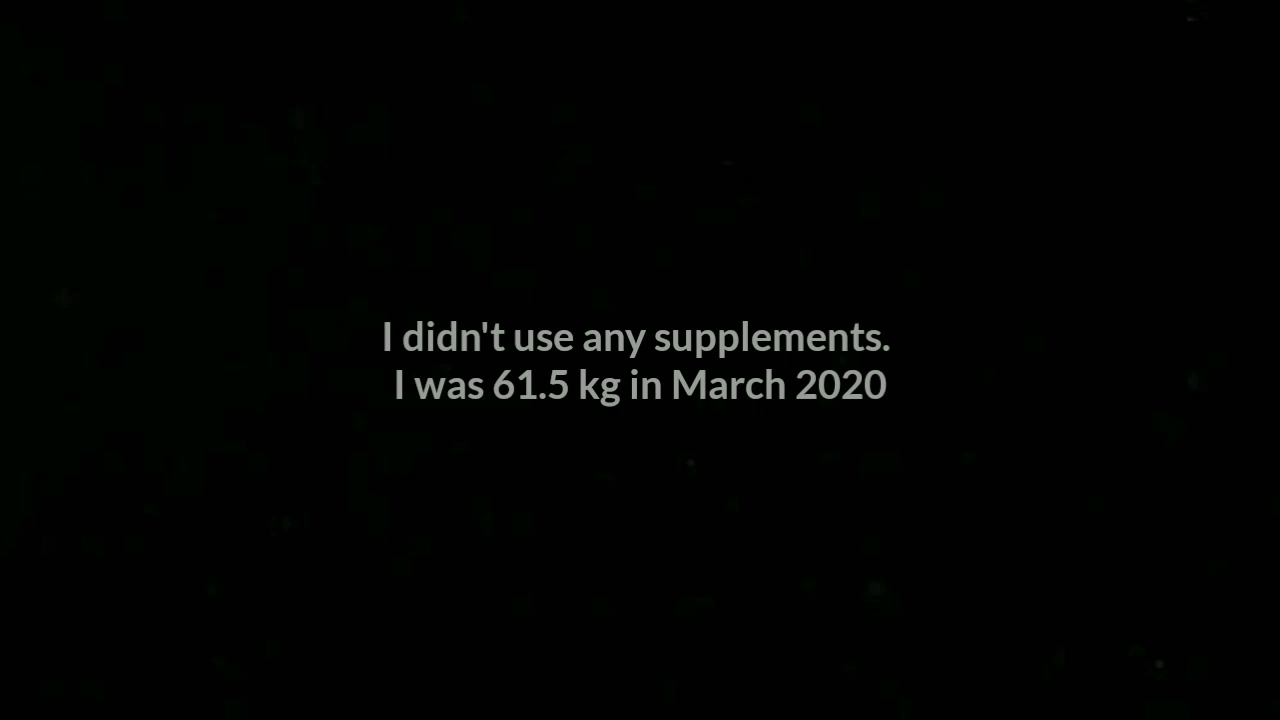 I didn't use any supplements.
I was 61.5 kg in March 2020